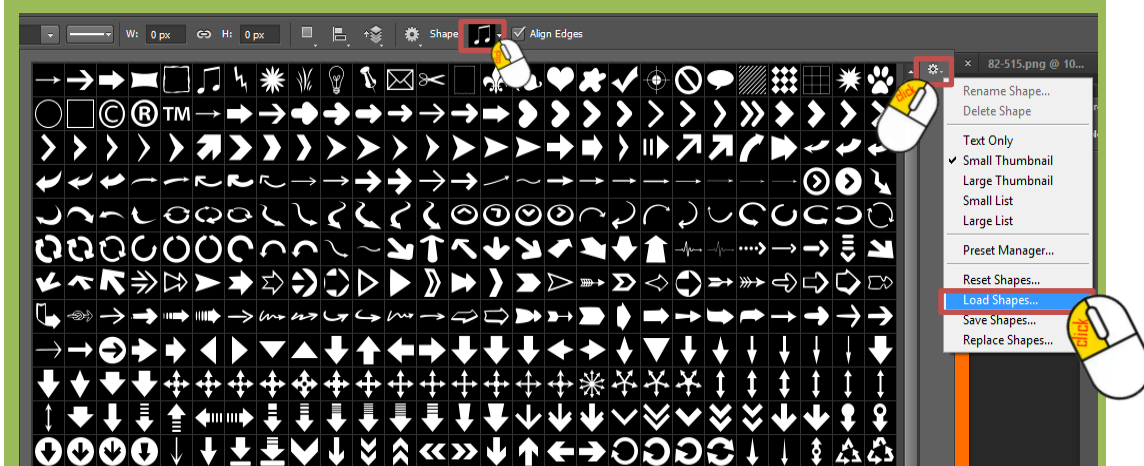 W: 0 px H: 0 px Shape Align Edges
× 82-515.png @ 10...
Rename Shape...
Delete Shape
Text Only
Small Thumbnail
Large Thumbnail
Small List
Large List
Preset Manager...
Reset Shapes...
Load Shapes...
Save Shapes...
Replace Shapes...
click
click
© ® TM